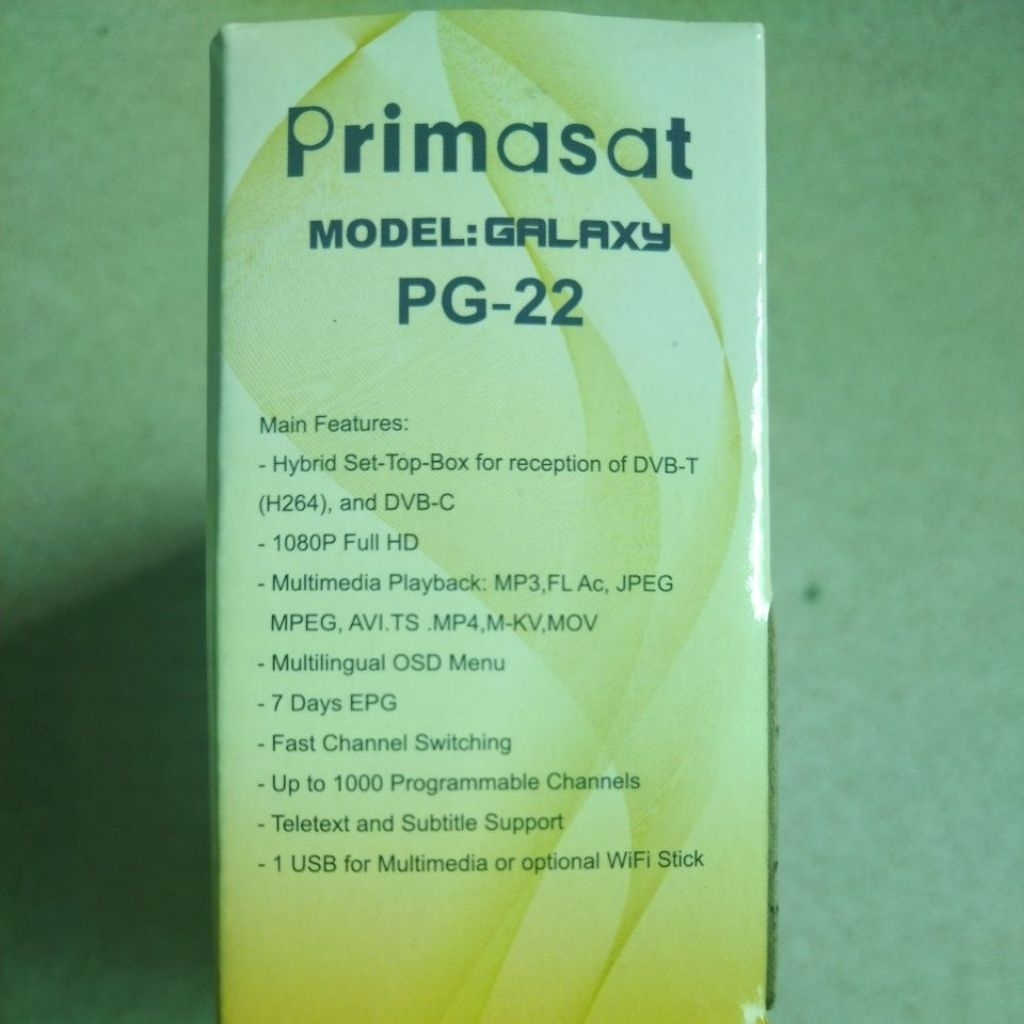 Primasat
MODEL: GALAXY
PG-22
Main Features:
- Hybrid Set-Top-Box for reception of DVB-T
(H264), and DVB-C
- 1080P Full HD
- Multimedia Playback: MP3,FL Ac, JPEG
MPEG, AVI.TS .MP4,M-KV,MOV
- Multilingual OSD Menu
- 7 Days EPG
- Fast Channel Switching
- Up to 1000 Programmable Channels
- Teletext and Subtitle Support
- 1 USB for Multimedia or optional WiFi Stick